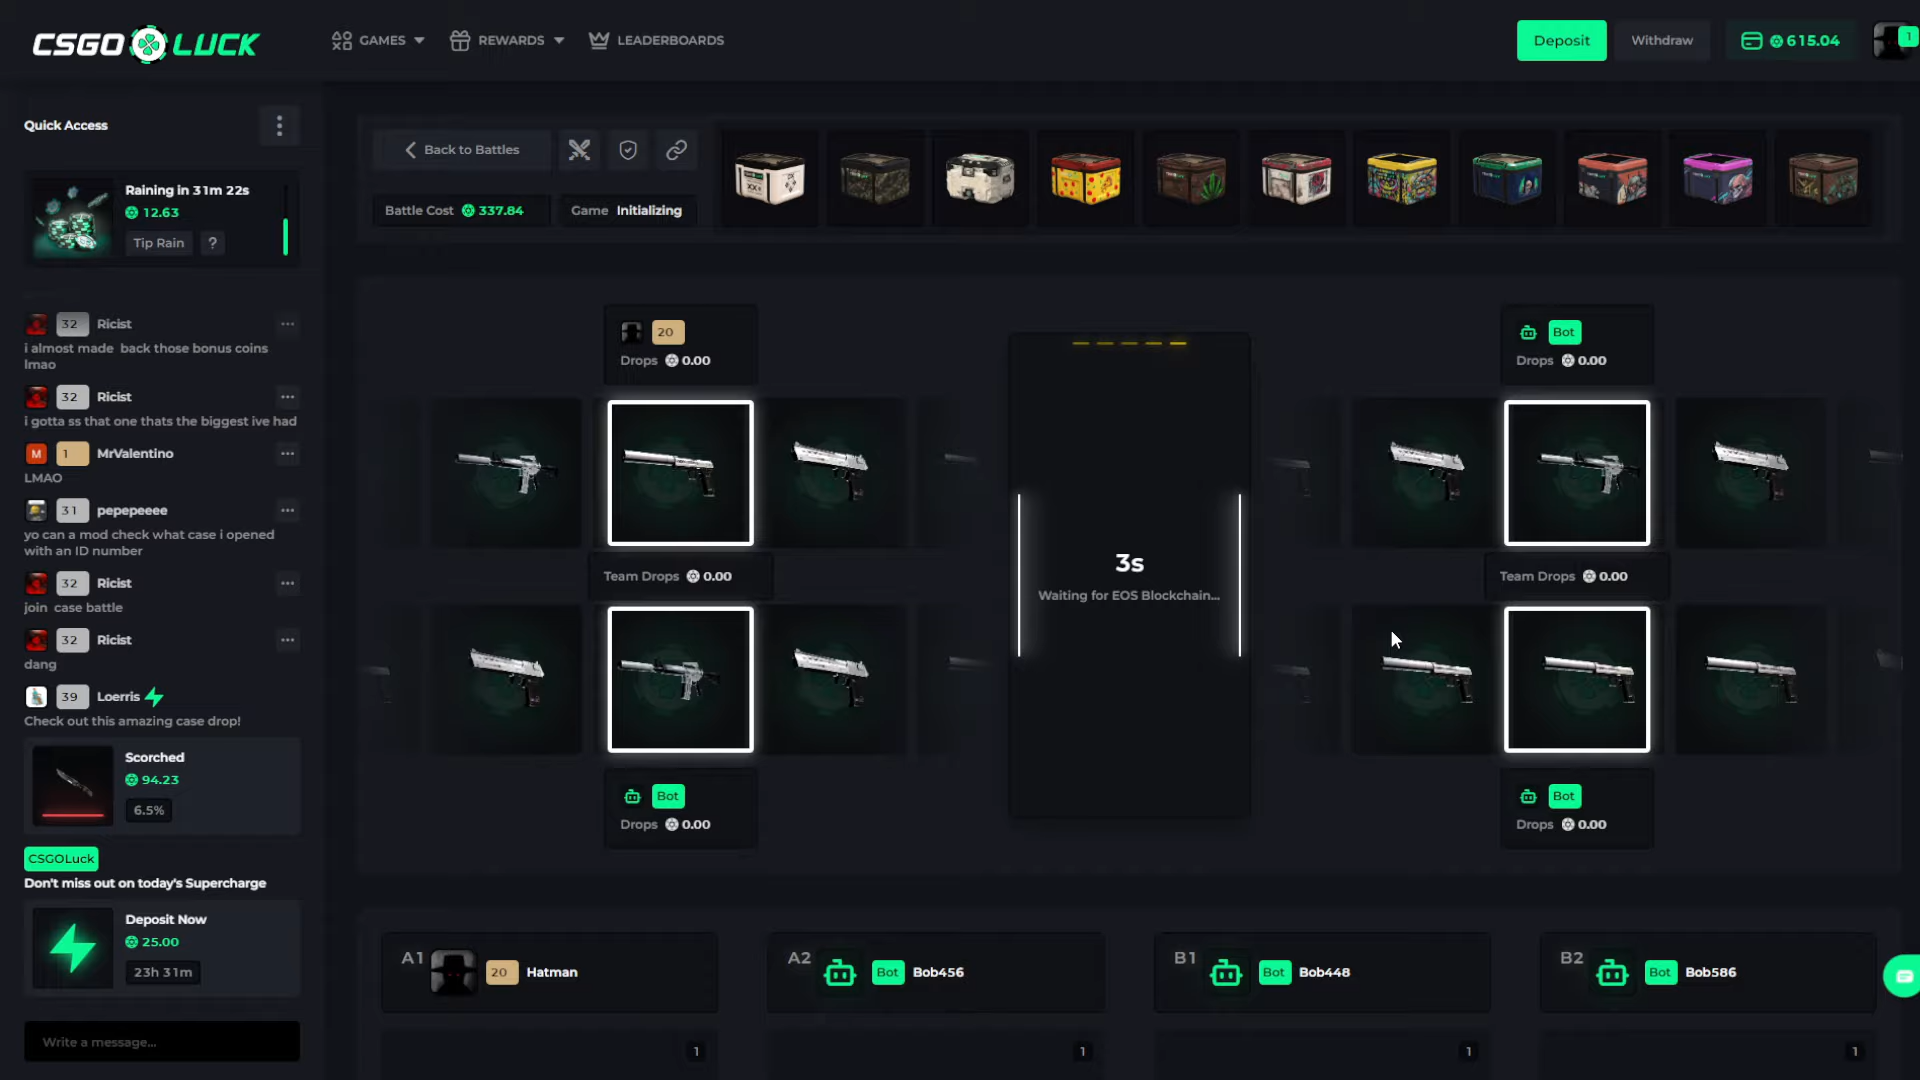 CSGO LUCK
GAMES
REWARDS
LEADERBOARDS
Deposit
Withdraw
615.04
1
Quick Access
Raining in 31m 22s
12.63
Tip Rain
?
32 Ricist
i almost made back those bonus coins
lmao
32 Ricist
i gotta ss that one thats the biggest ive had
M 1 MrValentino
LMAO
31 pepepeeee
yo can a mod check what case i opened
with an ID number
32 Ricist
join case battle
32 Ricist
dang
39 Loerris
Check out this amazing case drop!
Scorched
94.23
6.5%
CSGOLuck
Don't miss out on today's Supercharge
Deposit Now
25.00
23h 31m
Write a message...
Back to Battles
Battle Cost 337.84
Game Initializing
20
Drops 0.00
Bot
Drops 0.00
Team Drops 0.00
3s
Waiting for EOS Blockchain...
Team Drops 0.00
Bot
Drops 0.00
Bot
Drops 0.00
A1 20 Hatman
A2 Bot Bob456
B1 Bot Bob448
B2 Bot Bob586
1
1
1
1